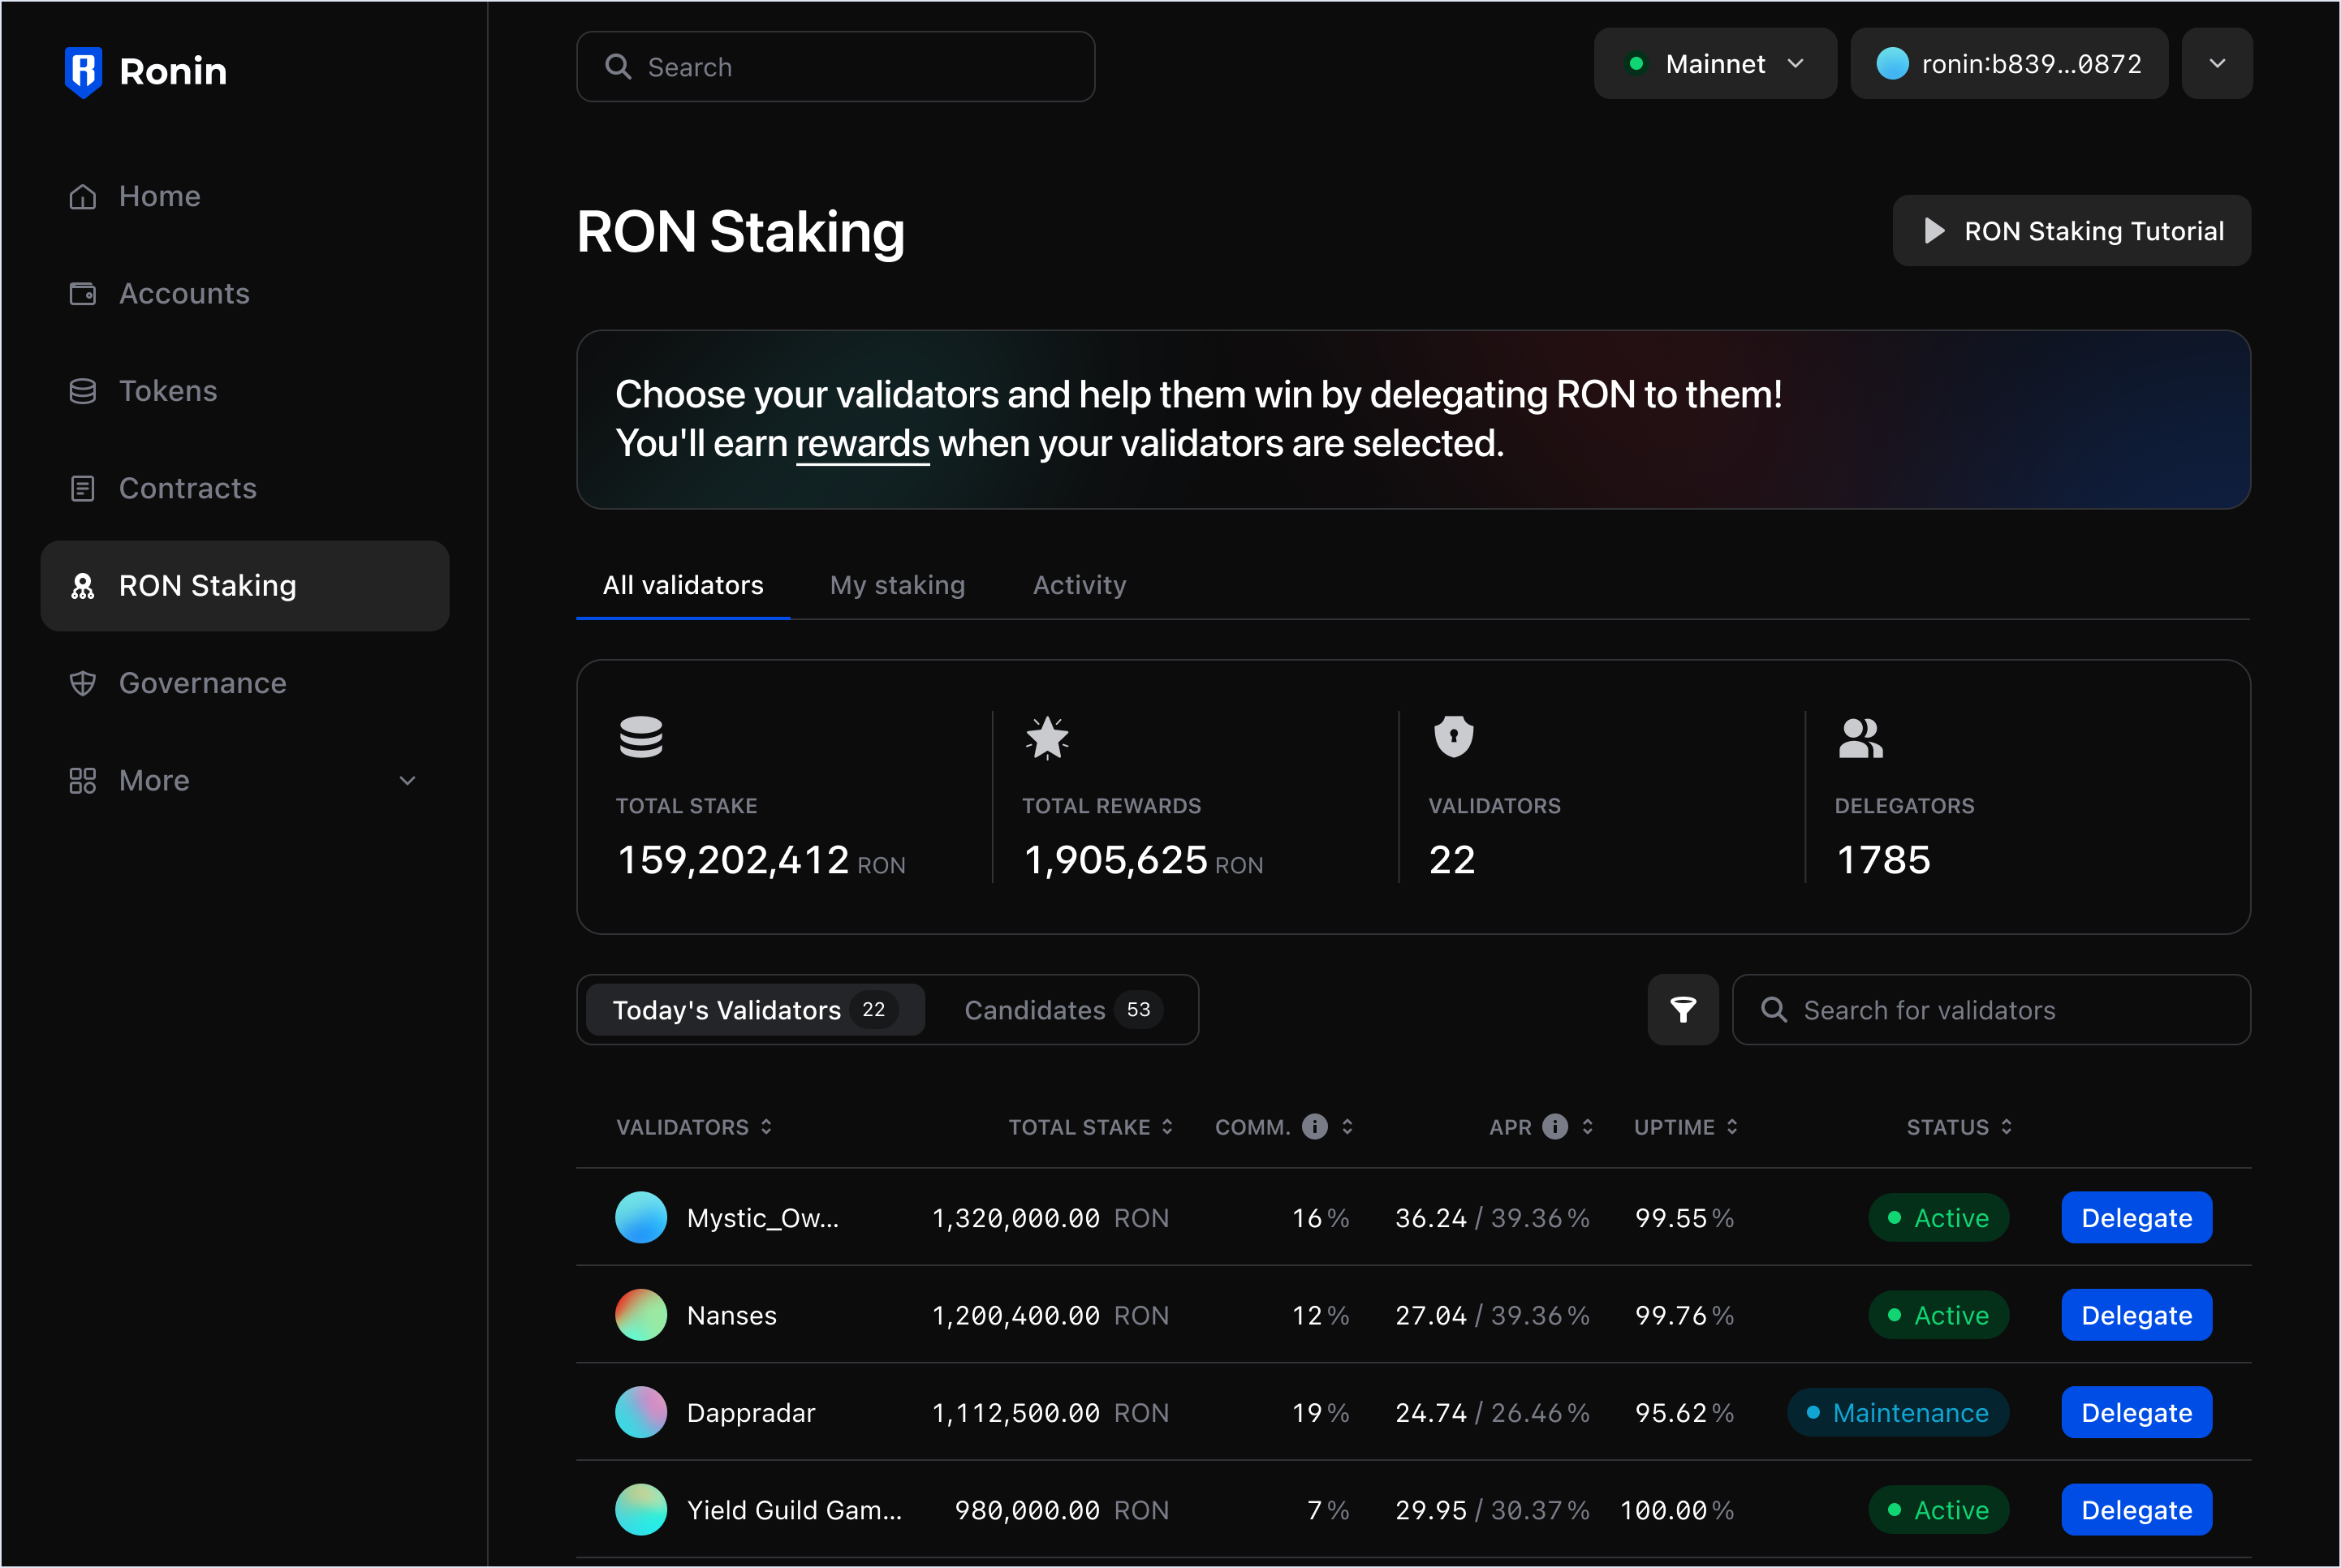 Ronin
Search
Mainnet
ronin:b839...0872
Home
Accounts
Tokens
Contracts
RON Staking
Governance
More
RON Staking
RON Staking Tutorial
Choose your validators and help them win by delegating RON to them!
You'll earn rewards when your validators are selected.
All validators My staking Activity
TOTAL STAKE
159,202,412 RON
TOTAL REWARDS
1,905,625 RON
VALIDATORS
22
DELEGATORS
1785
Today's Validators 22 Candidates 53
Search for validators
VALIDATORS TOTAL STAKE COMM. APR UPTIME STATUS
Mystic_Ow... 1,320,000.00 RON 16% 36.24 / 39.36% 99.55% Active Delegate
Nanses 1,200,400.00 RON 12% 27.04 / 39.36% 99.76% Active Delegate
Dappradar 1,112,500.00 RON 19% 24.74 / 26.46% 95.62% Maintenance Delegate
Yield Guild Gam... 980,000.00 RON 7% 29.95 / 30.37% 100.00% Active Delegate